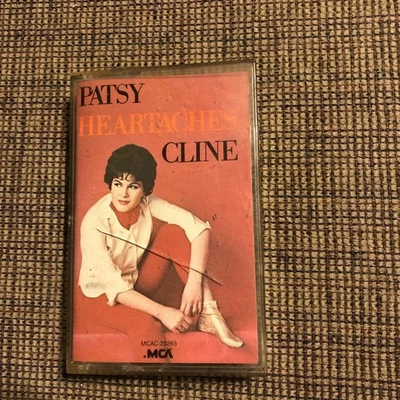 PATSY
HEARTACHES
CLINE
MCAC-20265
MCA